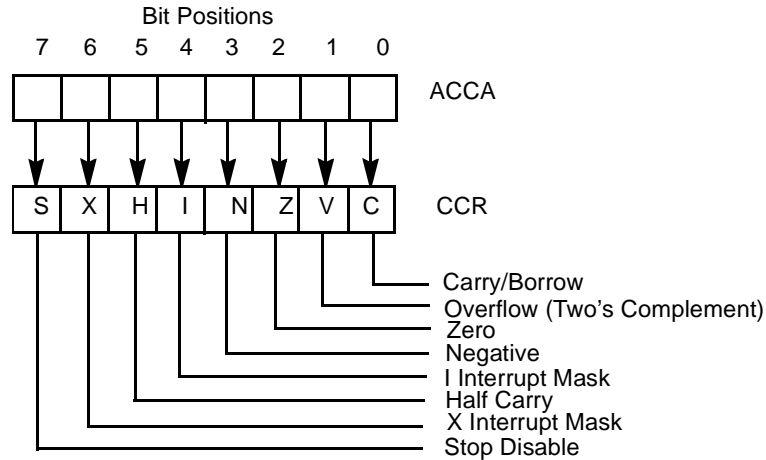 Bit Positions
7 6 5 4 3 2 1 0
ACCA
S X H I N Z V C CCR
Carry/Borrow
Overflow (Two's Complement)
Zero
Negative
I Interrupt Mask
Half Carry
X Interrupt Mask
Stop Disable